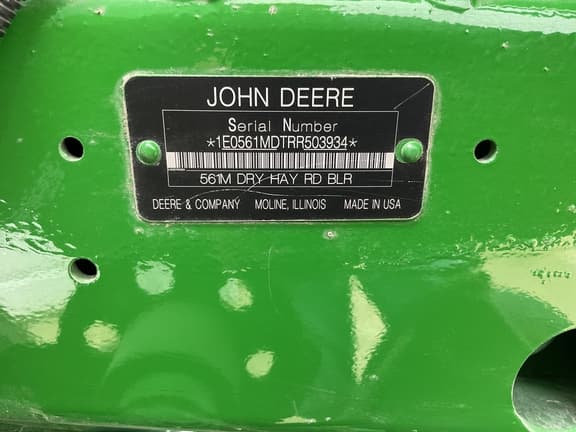 JOHN DEERE
Serial Number
*1E0561MDTRR503934*
561M DRY HAY RD BLR
DEERE & COMPANY MOLINE, ILLINOIS MADE IN USA